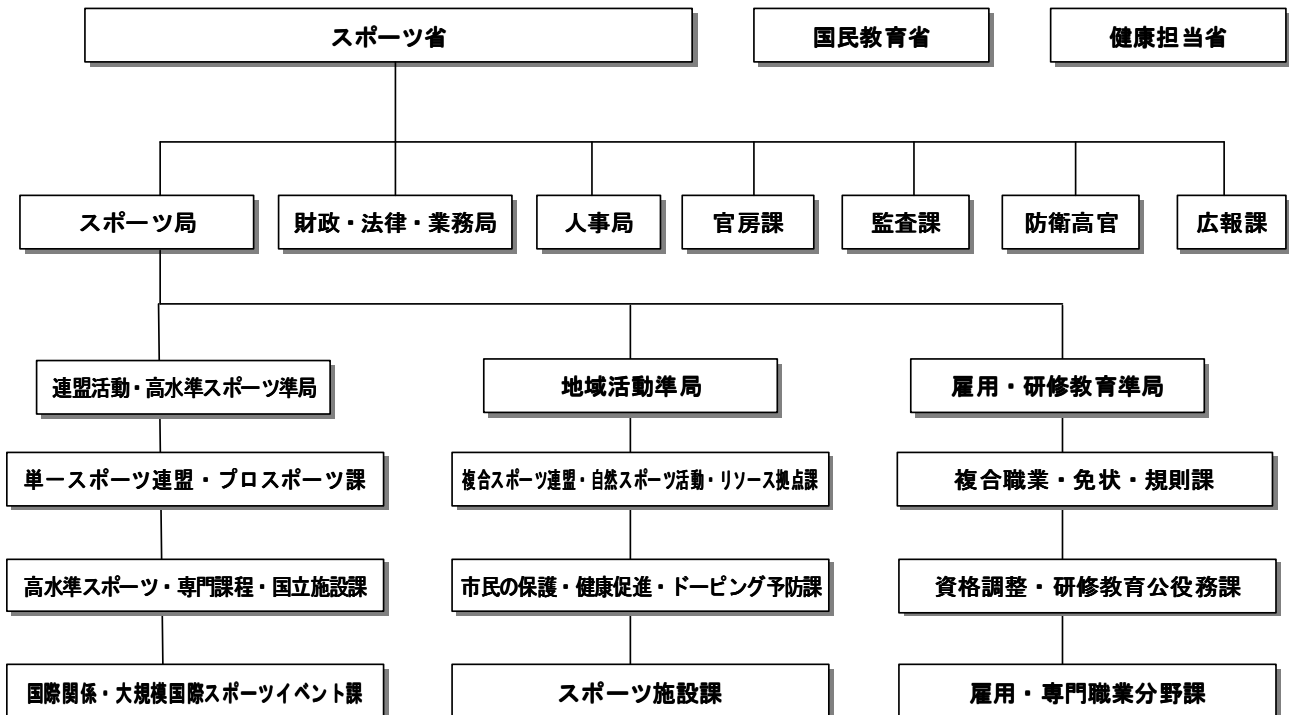 スポーツ省
国民教育省
健康担当省
スポーツ局
財政・法律・業務局
人事局
官房課
監査課
防衛高官
広報課
連盟活動・高水準スポーツ準局
地域活動準局
雇用・研修教育準局
単一スポーツ連盟・プロスポーツ課
複合スポーツ連盟・自然スポーツ活動・リソース拠点課
複合職業・免状・規則課
高水準スポーツ・専門課程・国立施設課
市民の保護・健康促進・ドーピング予防課
資格調整・研修教育公役務課
国際関係・大規模国際スポーツイベント課
スポーツ施設課
雇用・専門職業分野課